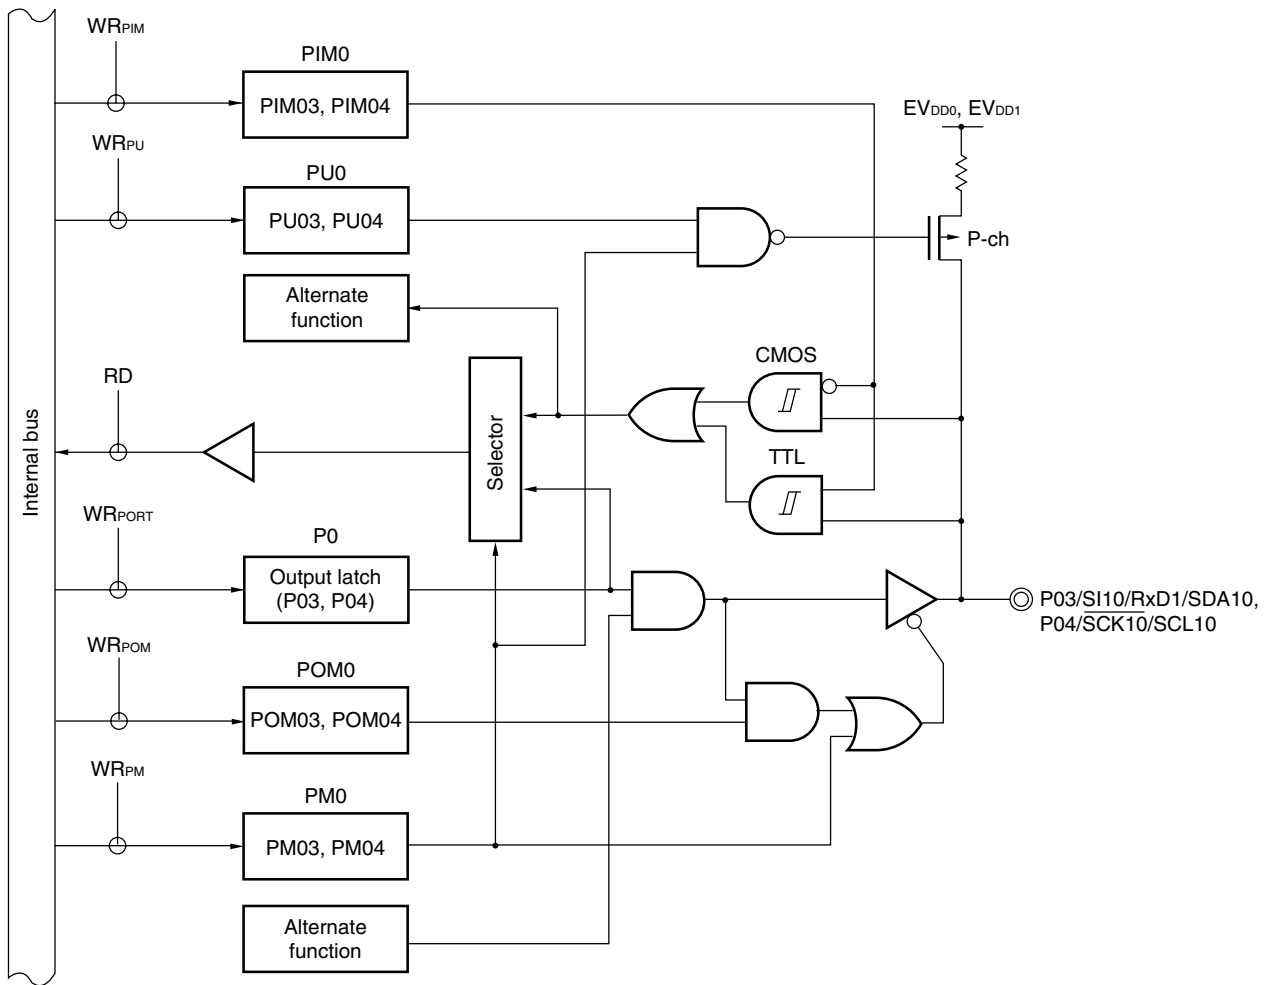 WRPIM
PIM0
PIM03, PIM04
EVDD0, EVDD1
WRPU
PU0
PU03, PU04
P-ch
Alternate
function
CMOS
RD
Selector
TTL
Internal bus
WRPORT
P0
Output latch
(P03, P04)
P03/SI10/RxD1/SDA10,
P04/SCK10/SCL10
WRPOM
POM0
POM03, POM04
WRPM
PM0
PM03, PM04
Alternate
function